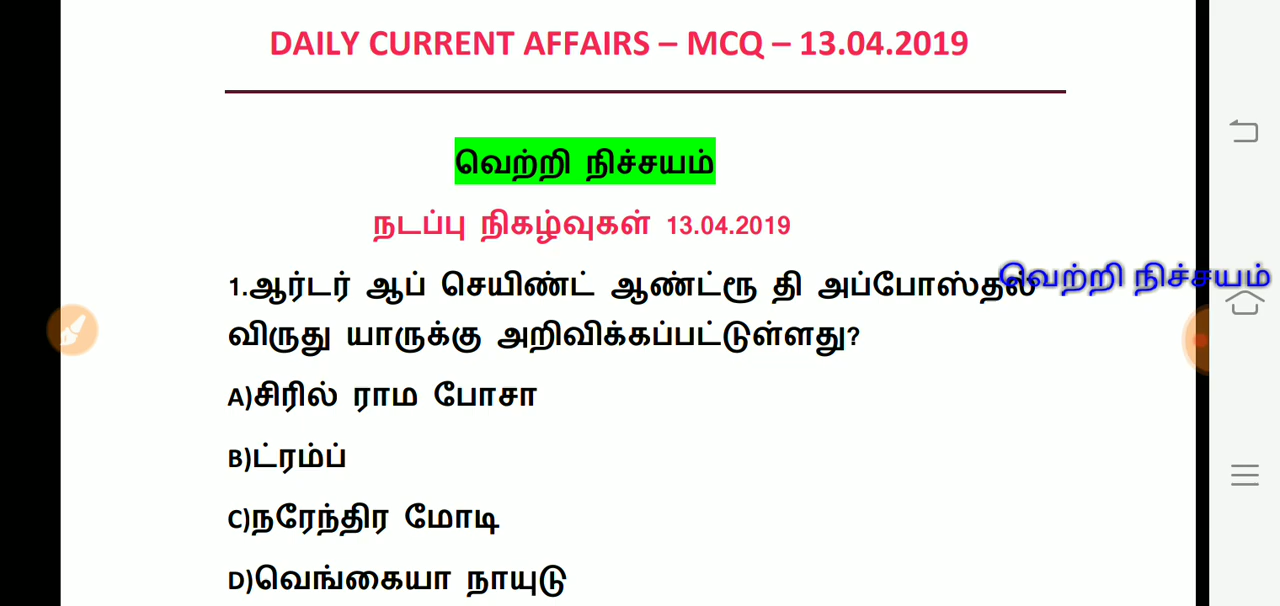 DAILY CURRENT AFFAIRS – MCQ – 13.04.2019
வெற்றி நிச்சயம்
நடப்பு நிகழ்வுகள் 13.04.2019
1.ஆர்டர் ஆப் செயிண்ட் ஆண்ட்ரூ தி அப்போஸ்தல்
வெற்றி நிச்சயம்
விருது யாருக்கு அறிவிக்கப்பட்டுள்ளது?
A)சிரில் ராம போசா
B)ட்ரம்ப்
C)நரேந்திர மோடி
D)வெங்கையா நாயுடு